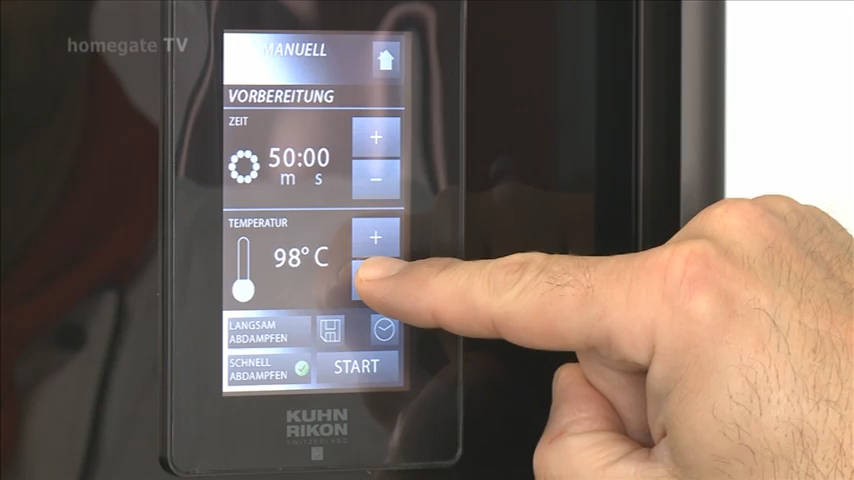 homegate TV
MANUELL
VORBEREITUNG
ZEIT
+
50:00
m s
−
TEMPERATUR
+
98° C
LANGSAM
ABDAMPFEN
SCHNELL
ABDAMPFEN
START
KUHN
RIKON
SWITZERLAND